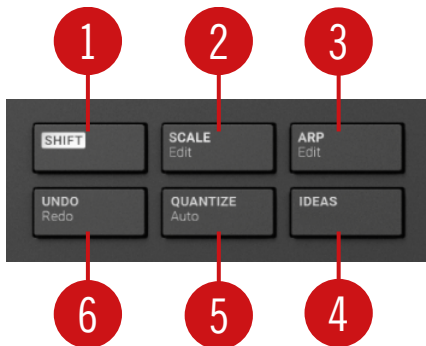 1 2 3
SHIFT SCALE ARP
Edit Edit
UNDO QUANTIZE IDEAS
Redo Auto
6 5 4